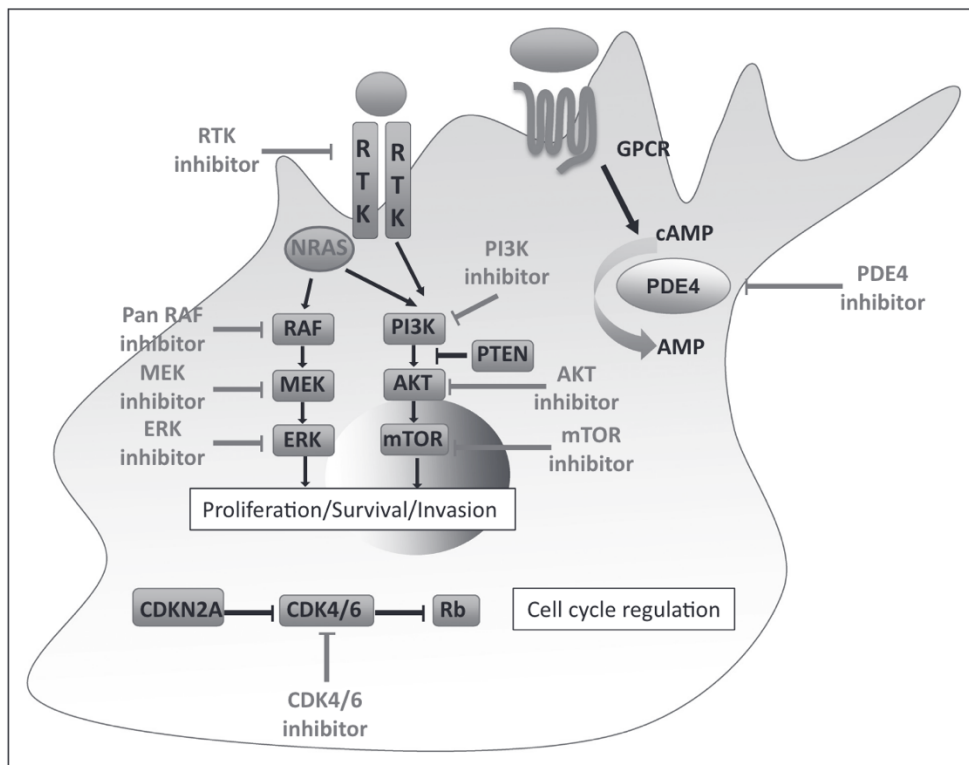 RTK
inhibitor
R
T
K
R
T
K
GPCR
NRAS
cAMP
PDE4
AMP
PDE4
inhibitor
PI3K
inhibitor
Pan RAF
inhibitor
RAF
PI3K
PTEN
MEK
inhibitor
MEK
AKT
AKT
inhibitor
ERK
inhibitor
ERK
mTOR
mTOR
inhibitor
Proliferation/Survival/Invasion
CDKN2A
CDK4/6
Rb
Cell cycle regulation
CDK4/6
inhibitor